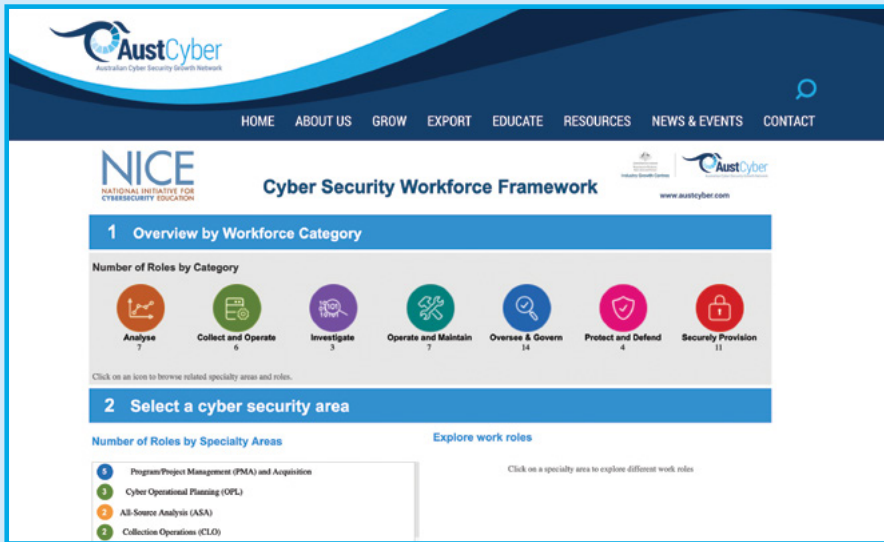 AustCyber
Australian Cyber Security Growth Network
HOME ABOUT US GROW EXPORT EDUCATE RESOURCES NEWS & EVENTS CONTACT
NICE
NATIONAL INITIATIVE FOR
CYBERSECURITY EDUCATION
Cyber Security Workforce Framework
Industry Growth Centres
AustCyber
www.austcyber.com
1 Overview by Workforce Category
Number of Roles by Category
Analyse Collect and Operate Investigate Operate and Maintain Oversee & Govern Protect and Defend Securely Provision
7 6 3 7 14 4 11
Click on an icon to browse related specialty areas and roles.
2 Select a cyber security area
Number of Roles by Specialty Areas
Explore work roles
5 Program/Project Management (PMA) and Acquisition
3 Cyber Operational Planning (OPL)
2 All-Source Analysis (ASA)
2 Collection Operations (CLO)
Click on a specialty area to explore different work roles